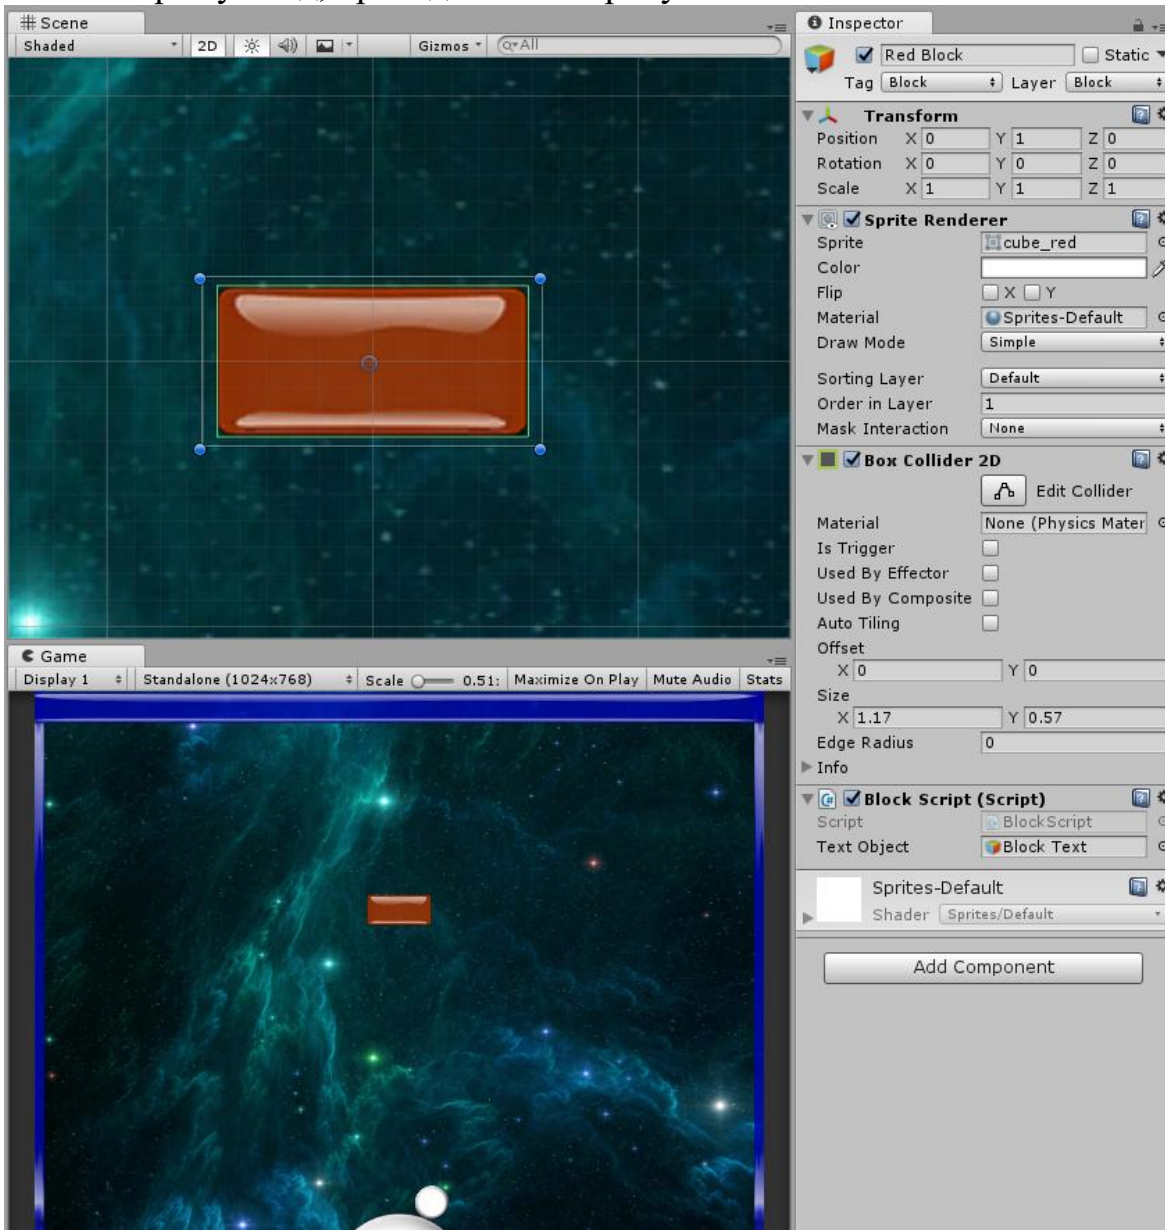 Scene
Shaded 2D Gizmos All
Inspector
Red Block Static
Tag Block Layer Block
Transform
Position X 0 Y 1 Z 0
Rotation X 0 Y 0 Z 0
Scale X 1 Y 1 Z 1
Sprite Renderer
Sprite cube_red
Color
Flip X Y
Material Sprites-Default
Draw Mode Simple
Sorting Layer Default
Order in Layer 1
Mask Interaction None
Box Collider 2D
Edit Collider
Material None (Physics Mater
Is Trigger
Used By Effector
Used By Composite
Auto Tiling
Offset
X 0 Y 0
Size
X 1.17 Y 0.57
Edge Radius 0
Info
Block Script (Script)
Script BlockScript
Text Object Block Text
Sprites-Default
Shader Sprites/Default
Add Component
Game
Display 1 Standalone (1024x768) Scale 0.51: Maximize On Play Mute Audio Stats